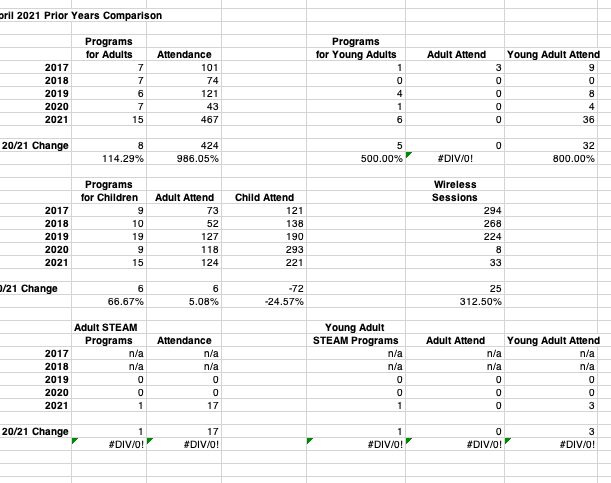 pril 2021 Prior Years Comparison
Programs Programs
for Adults Attendance for Young Adults Adult Attend Young Adult Attend
2017 7 101 1 3 9
2018 7 74 0 0 0
2019 6 121 4 0 8
2020 7 43 1 0 4
2021 15 467 6 0 36
20/21 Change 8 424 5 0 32
114.29% 986.05% 500.00% #DIV/0! 800.00%
Programs Wireless
for Children Adult Attend Child Attend Sessions
2017 9 73 121 294
2018 10 52 138 268
2019 19 127 190 224
2020 9 118 293 8
2021 15 124 221 33
0/21 Change 6 6 -72 25
66.67% 5.08% -24.57% 312.50%
Adult STEAM Young Adult
Programs Attendance STEAM Programs Adult Attend Young Adult Attend
2017 n/a n/a n/a n/a n/a
2018 n/a n/a n/a n/a n/a
2019 0 0 0 0 0
2020 0 0 0 0 0
2021 1 17 1 0 3
20/21 Change 1 17 1 0 3
#DIV/0! #DIV/0! #DIV/0! #DIV/0! #DIV/0!